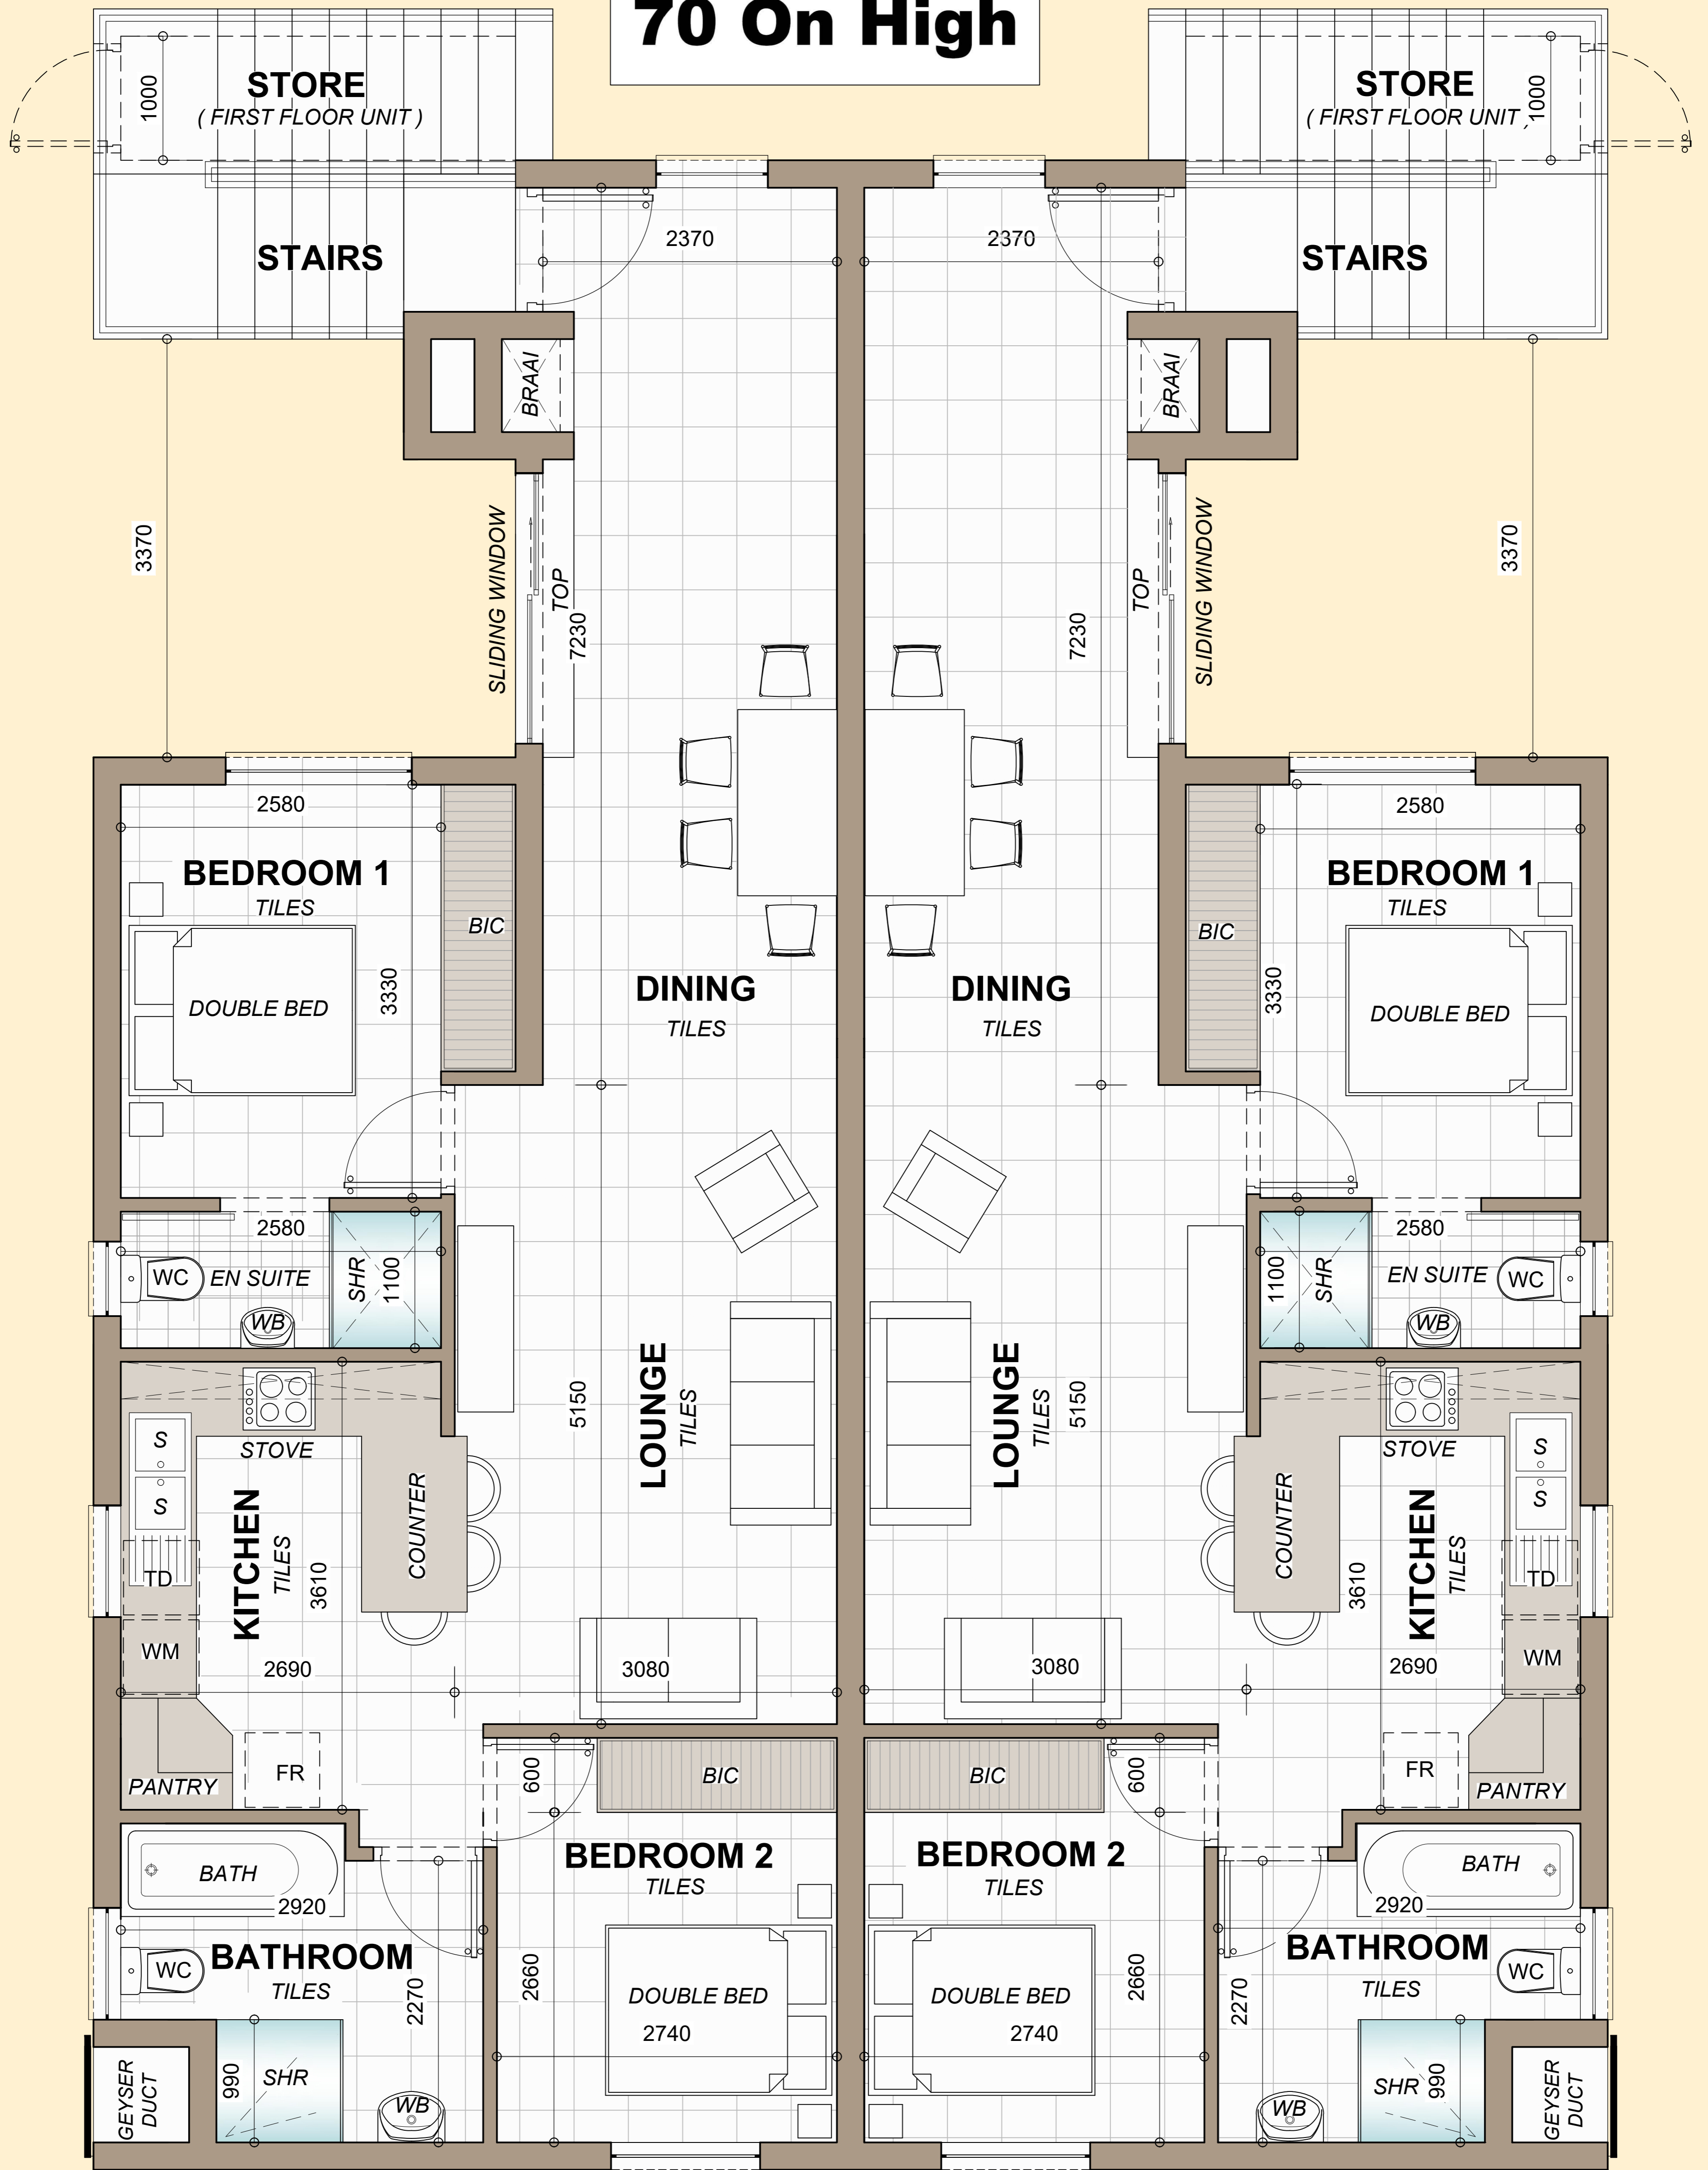 70 On High
STORE
( FIRST FLOOR UNIT )
1000
STORE
( FIRST FLOOR UNIT
1000
STAIRS
2370
2370
STAIRS
BRAAI
BRAAI
3370
SLIDING WINDOW
TOP
7230
7230
TOP
SLIDING WINDOW
3370
2580
BEDROOM 1
TILES
BIC
DOUBLE BED
3330
DINING
TILES
DINING
TILES
2580
BEDROOM 1
TILES
BIC
3330
DOUBLE BED
2580
WC
EN SUITE
SHR
1100
WB
2580
1100
SHR
EN SUITE
WC
WB
LOUNGE
TILES
5150
LOUNGE
TILES
5150
S
S
STOVE
COUNTER
KITCHEN
TILES
3610
TD
WM
2690
3080
PANTRY
FR
STOVE
S
S
COUNTER
KITCHEN
TILES
3610
TD
WM
3080
2690
FR
PANTRY
600
BIC
BIC
600
BATH
2920
BATHROOM
TILES
WC
2270
990
SHR
WB
GEYSER
DUCT
BEDROOM 2
TILES
2660
DOUBLE BED
2740
BEDROOM 2
TILES
2660
DOUBLE BED
2740
BATH
2920
BATHROOM
TILES
WC
2270
SHR
990
WB
GEYSER
DUCT